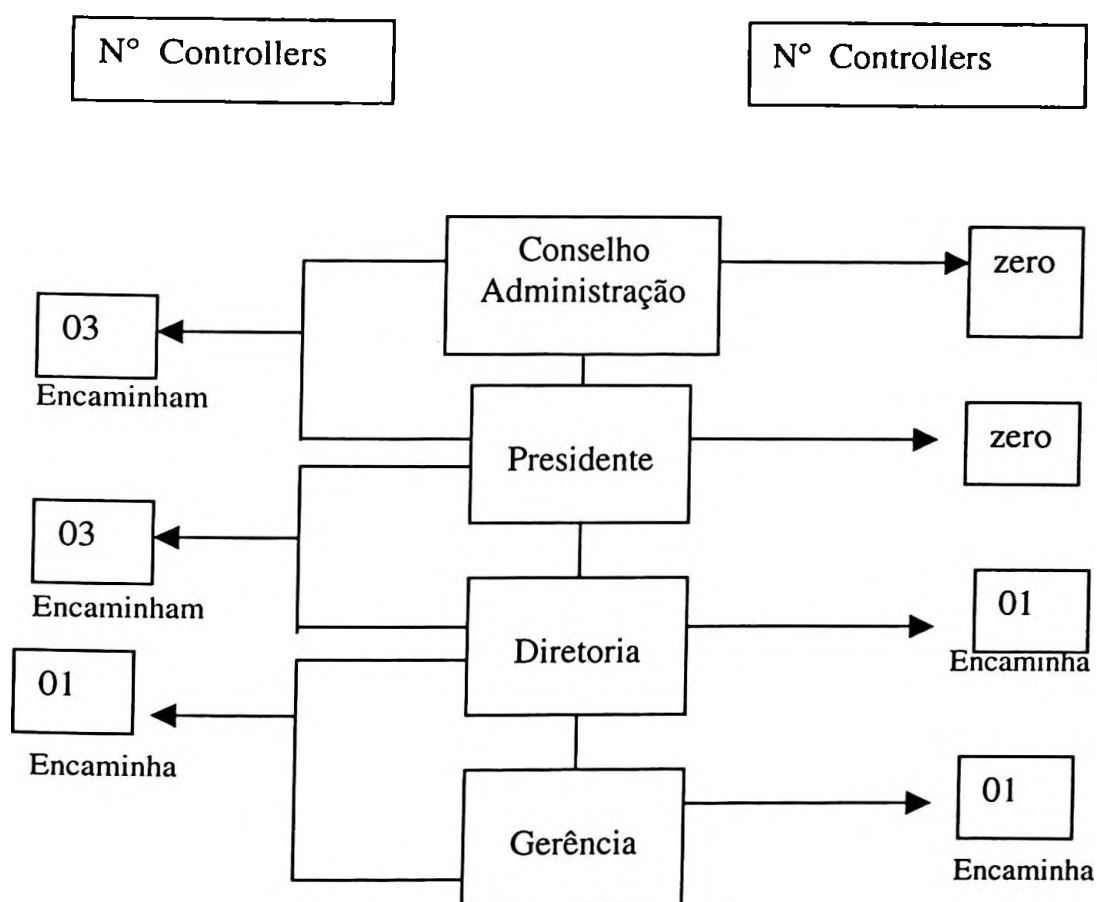 N° Controllers
N° Controllers
Conselho
Administração
zero
03
Encaminham
Presidente
zero
03
Encaminham
Diretoria
01
Encaminha
01
Encaminha
Gerência
01
Encaminha